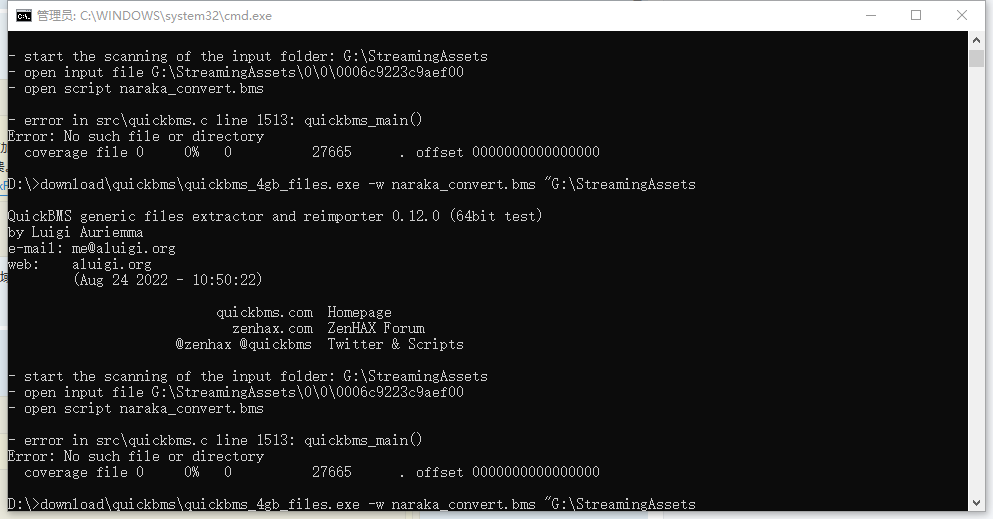 管理员: C:\WINDOWS\system32\cmd.exe
- start the scanning of the input folder: G:\StreamingAssets
- open input file G:\StreamingAssets\0\0\0006c9223c9aef00
- open script naraka_convert.bms
- error in src\quickbms.c line 1513: quickbms_main()
Error: No such file or directory
coverage file 0 0% 0 27665 . offset 0000000000000000
D:\>download\quickbms\quickbms_4gb_files.exe -w naraka_convert.bms "G:\StreamingAssets
QuickBMS generic files extractor and reimporter 0.12.0 (64bit test)
by Luigi Auriemma
e-mail: me@aluigi.org
web: aluigi.org
(Aug 24 2022 - 10:50:22)
quickbms.com Homepage
zenhax.com ZenHAX Forum
@zenhax @quickbms Twitter & Scripts
- start the scanning of the input folder: G:\StreamingAssets
- open input file G:\StreamingAssets\0\0\0006c9223c9aef00
- open script naraka_convert.bms
- error in src\quickbms.c line 1513: quickbms_main()
Error: No such file or directory
coverage file 0 0% 0 27665 . offset 0000000000000000
D:\>download\quickbms\quickbms_4gb_files.exe -w naraka_convert.bms "G:\StreamingAssets